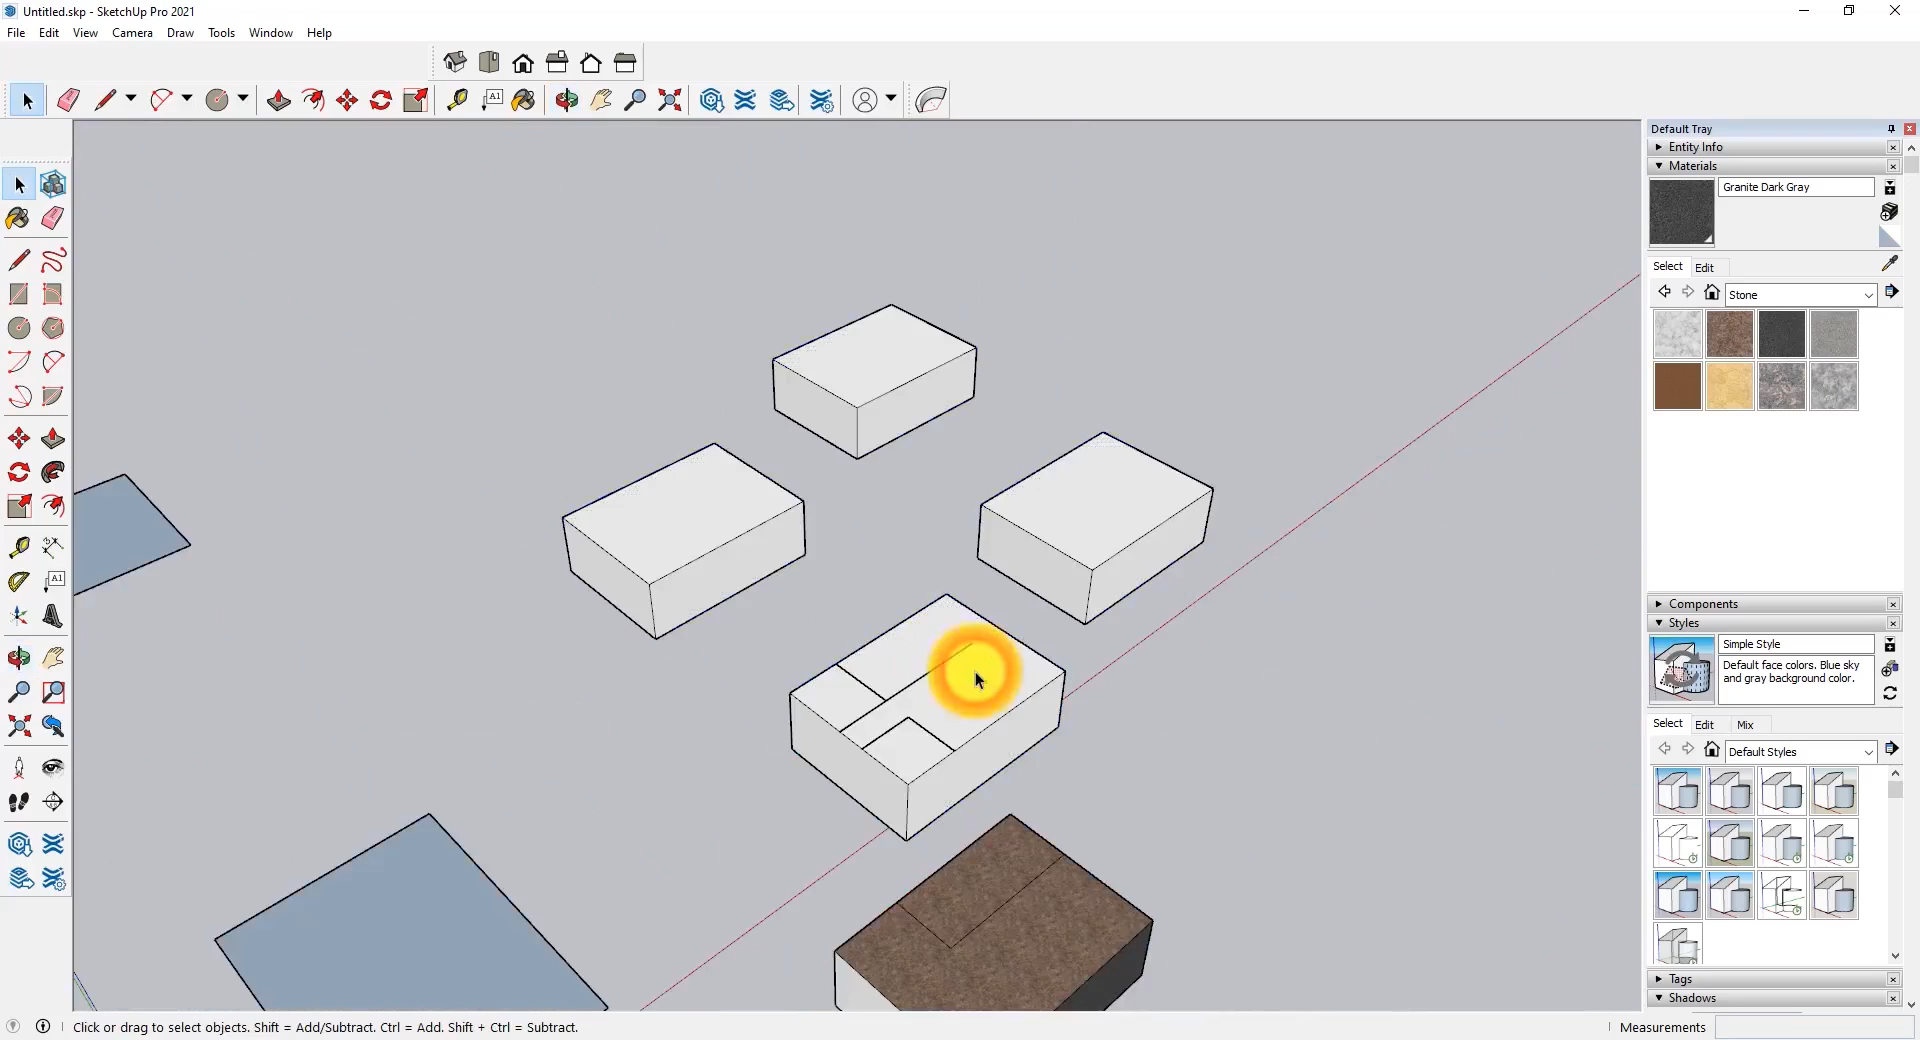 Untitled.skp - SketchUp Pro 2021
File Edit View Camera Draw Tools Window Help
A1
Default Tray
Entity Info
Materials
Granite Dark Gray
Select Edit
Stone
A1
Components
Styles
Simple Style
Default face colors. Blue sky
and gray background color.
Select Edit Mix
Default Styles
Tags
Shadows
Click or drag to select objects. Shift = Add/Subtract. Ctrl = Add. Shift + Ctrl = Subtract.
Measurements